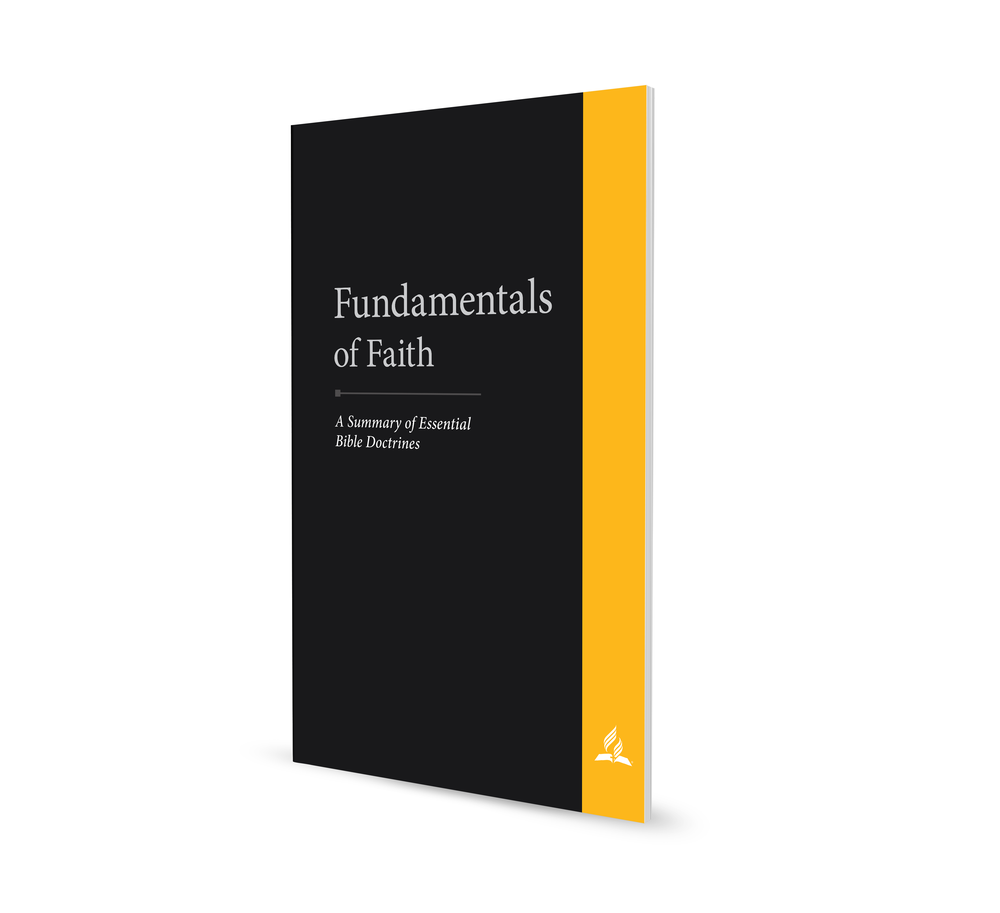 Fundamentals
of Faith
A Summary of Essential
Bible Doctrines